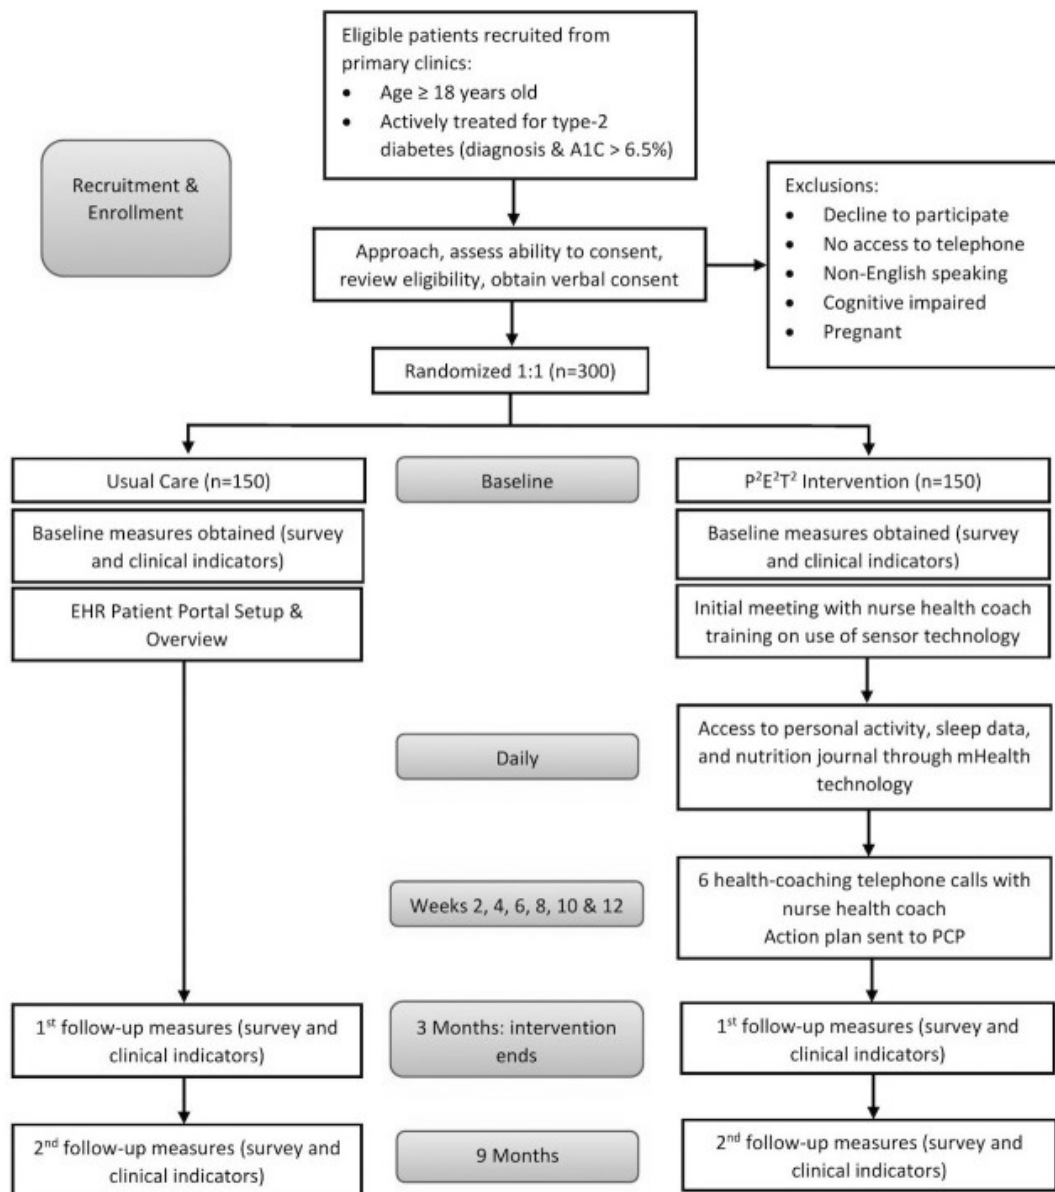 Eligible patients recruited from
primary clinics:
• Age ≥ 18 years old
• Actively treated for type-2
diabetes (diagnosis & A1C > 6.5%)
Recruitment &
Enrollment
Exclusions:
• Decline to participate
• No access to telephone
• Non-English speaking
• Cognitive impaired
• Pregnant
Approach, assess ability to consent,
review eligibility, obtain verbal consent
Randomized 1:1 (n=300)
Usual Care (n=150)
Baseline
P²E²T² Intervention (n=150)
Baseline measures obtained (survey
and clinical indicators)
Baseline measures obtained (survey
and clinical indicators)
EHR Patient Portal Setup &
Overview
Initial meeting with nurse health coach
training on use of sensor technology
Daily
Access to personal activity, sleep data,
and nutrition journal through mHealth
technology
Weeks 2, 4, 6, 8, 10 & 12
6 health-coaching telephone calls with
nurse health coach
Action plan sent to PCP
1st follow-up measures (survey and
clinical indicators)
3 Months: intervention
ends
1st follow-up measures (survey and
clinical indicators)
2nd follow-up measures (survey and
clinical indicators)
9 Months
2nd follow-up measures (survey and
clinical indicators)